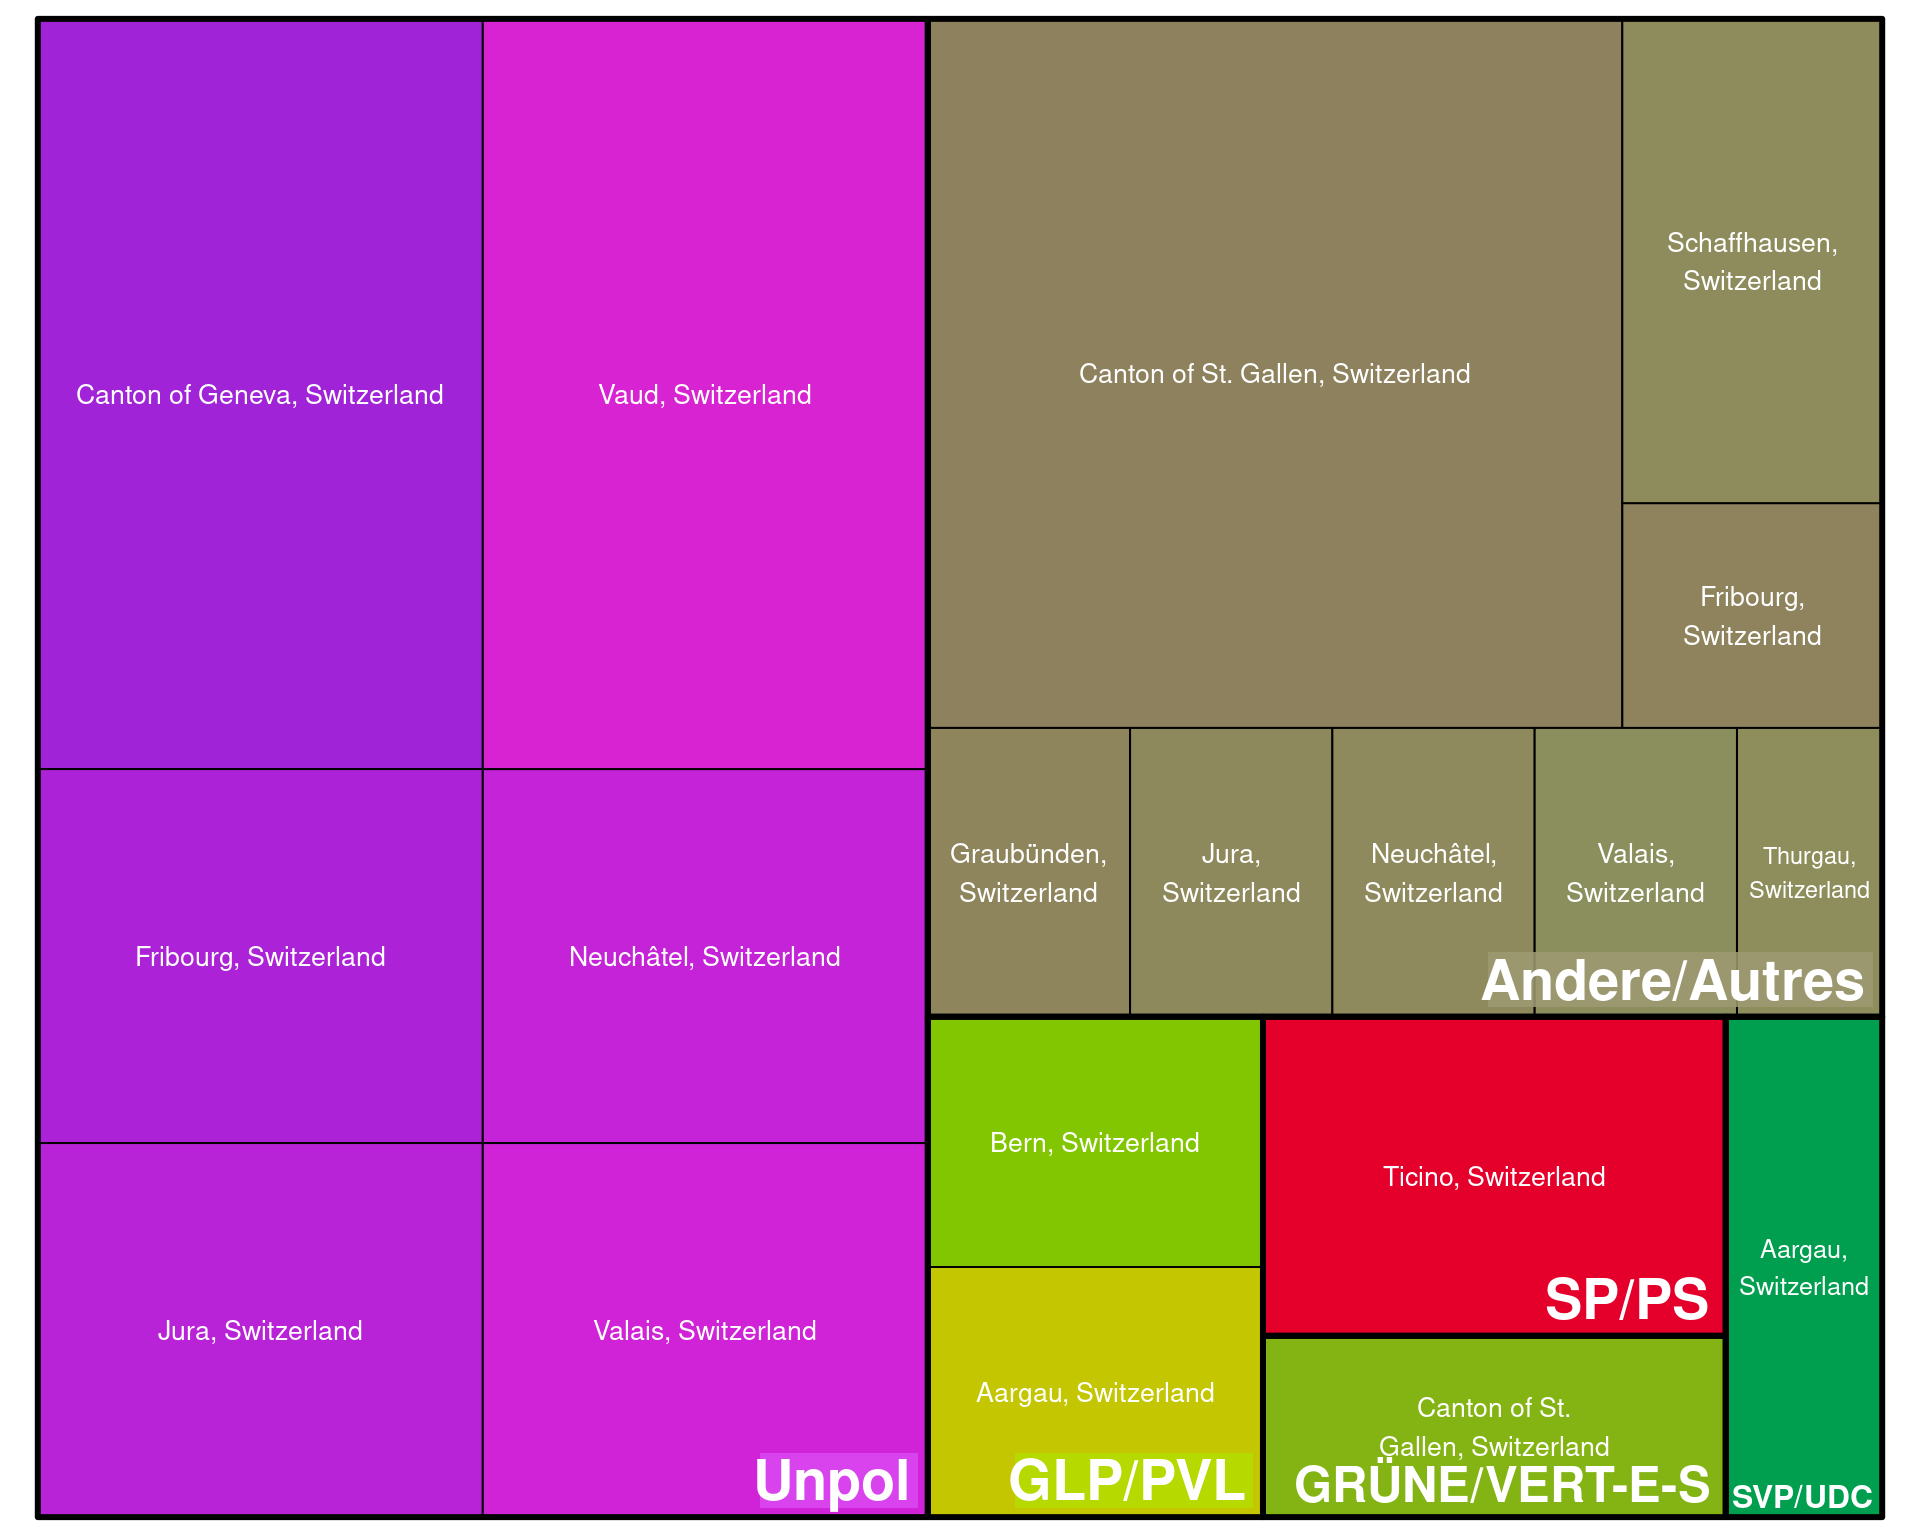 Canton of Geneva, Switzerland
Vaud, Switzerland
Fribourg, Switzerland
Neuchâtel, Switzerland
Jura, Switzerland
Valais, Switzerland
Unpol
Canton of St. Gallen, Switzerland
Schaffhausen,
Switzerland
Fribourg,
Switzerland
Graubünden,
Switzerland
Jura,
Switzerland
Neuchâtel,
Switzerland
Valais,
Switzerland
Thurgau,
Switzerland
Andere/Autres
Bern, Switzerland
Aargau, Switzerland
GLP/PVL
Ticino, Switzerland
SP/PS
Canton of St.
Gallen, Switzerland
GRÜNE/VERT-E-S
Aargau,
Switzerland
SVP/UDC